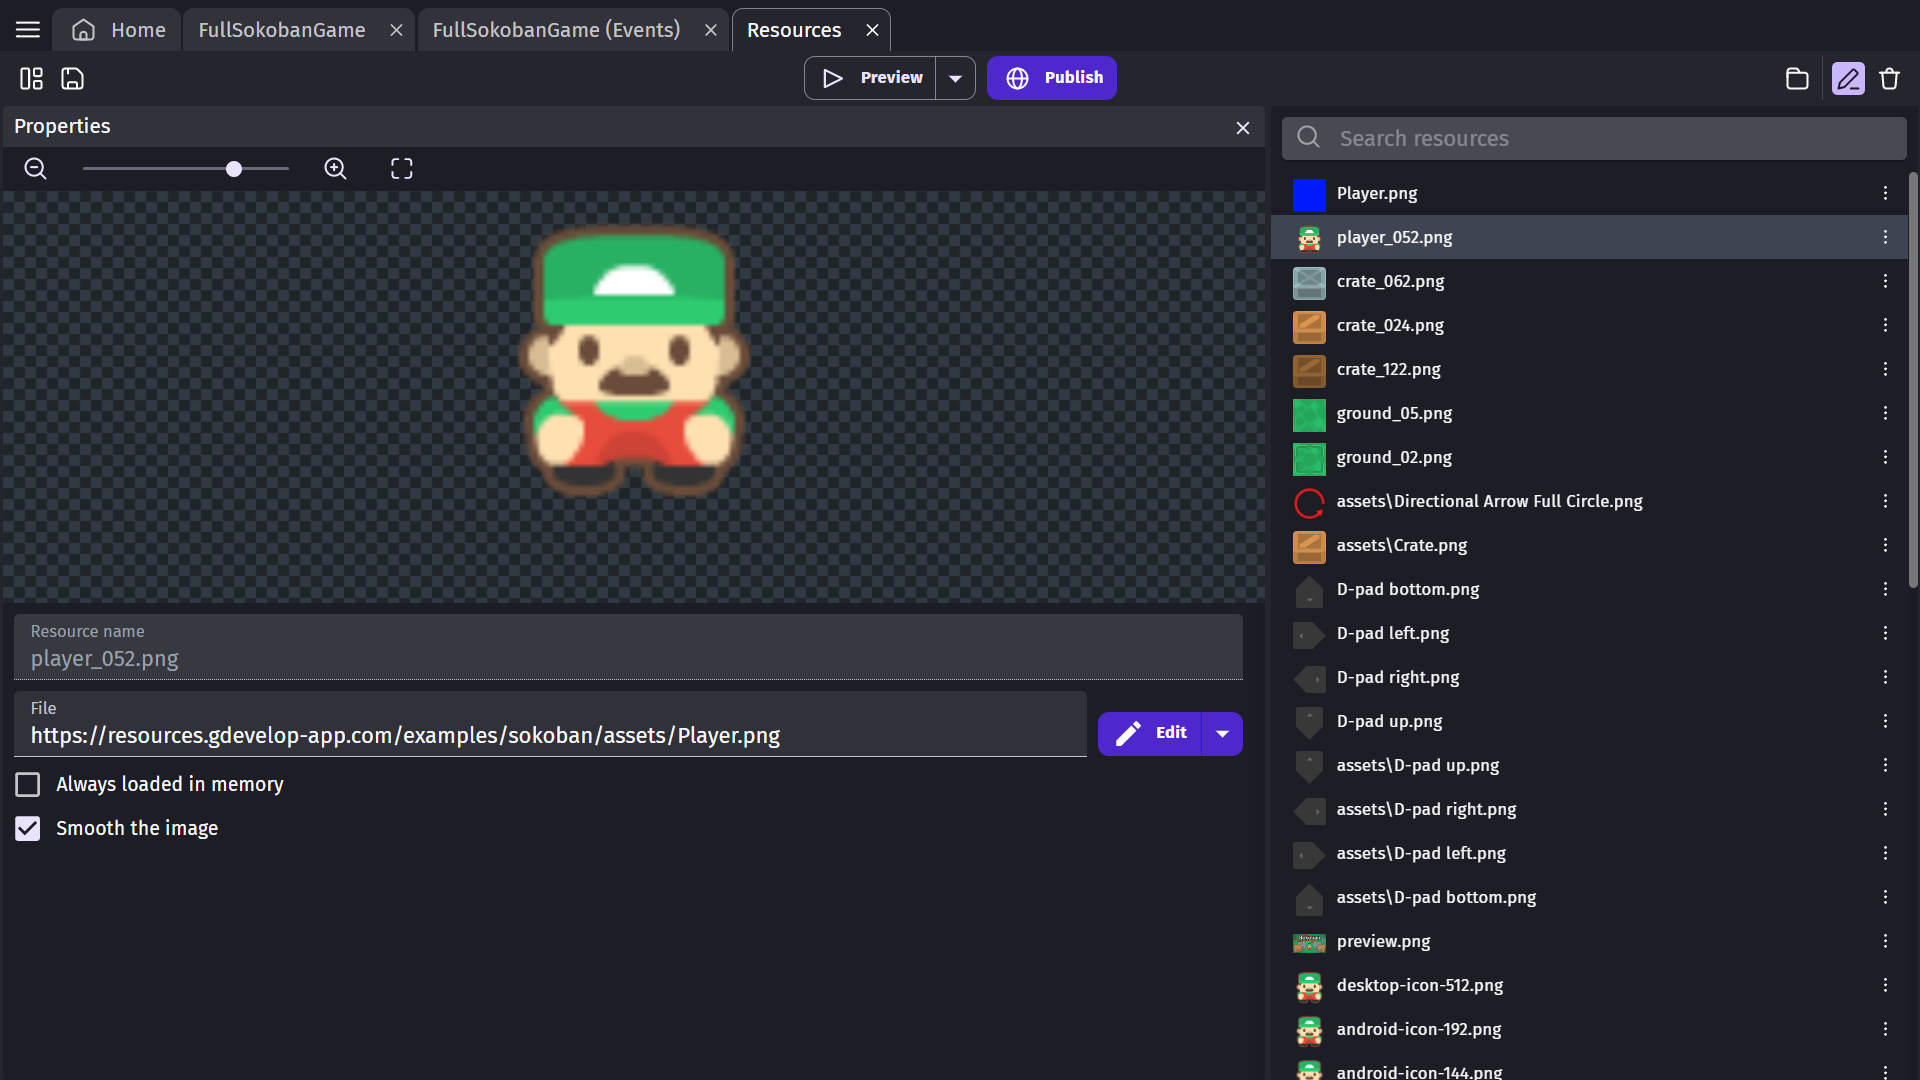 Home
FullSokobanGame
FullSokobanGame (Events)
Resources
Preview
Publish
Properties
Search resources
Player.png
player_052.png
crate_062.png
crate_024.png
crate_122.png
ground_05.png
ground_02.png
assets\Directional Arrow Full Circle.png
assets\Crate.png
D-pad bottom.png
D-pad left.png
D-pad right.png
D-pad up.png
assets\D-pad up.png
assets\D-pad right.png
assets\D-pad left.png
assets\D-pad bottom.png
preview.png
desktop-icon-512.png
android-icon-192.png
android-icon-144.png
Resource name
player_052.png
File
https://resources.gdevelop-app.com/examples/sokoban/assets/Player.png
Edit
Always loaded in memory
Smooth the image